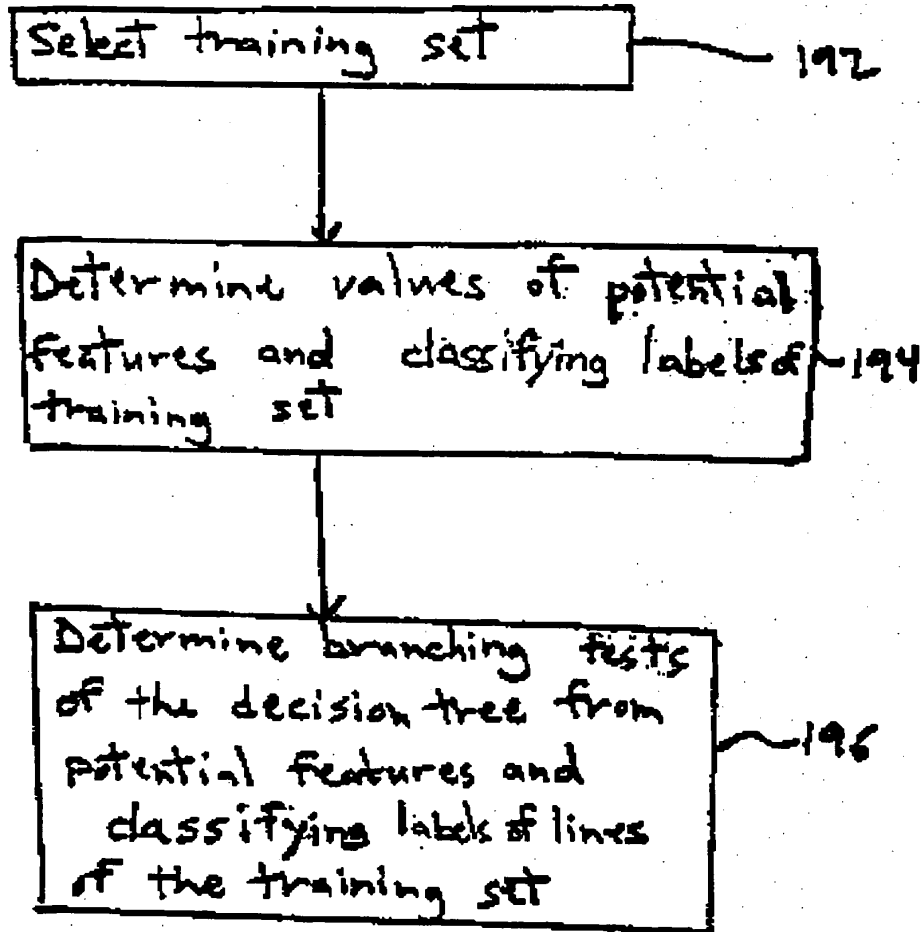 Select training set
192
Determine values of potential
features and classifying labels of
194
training set
Determine branching tests
of the decision tree from
196
potential features and
classifying labels of lines
of the training set